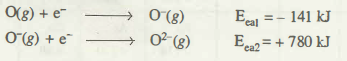 O(g) + e⁻ ⟶ O⁻(g) E_ea1 = – 141 kJ
O⁻(g) + e⁻ ⟶ O²⁻(g) E_ea2 = + 780 kJ